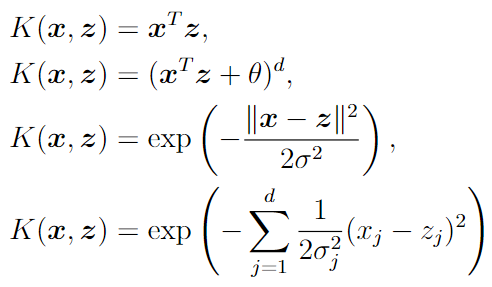 K(x, z) = x^T z,
K(x, z) = (x^T z + θ)^d,
K(x, z) = exp(−‖x − z‖² / 2σ²),
K(x, z) = exp(−∑_{j=1}^{d} 1/(2σ_j²) (x_j − z_j)²)